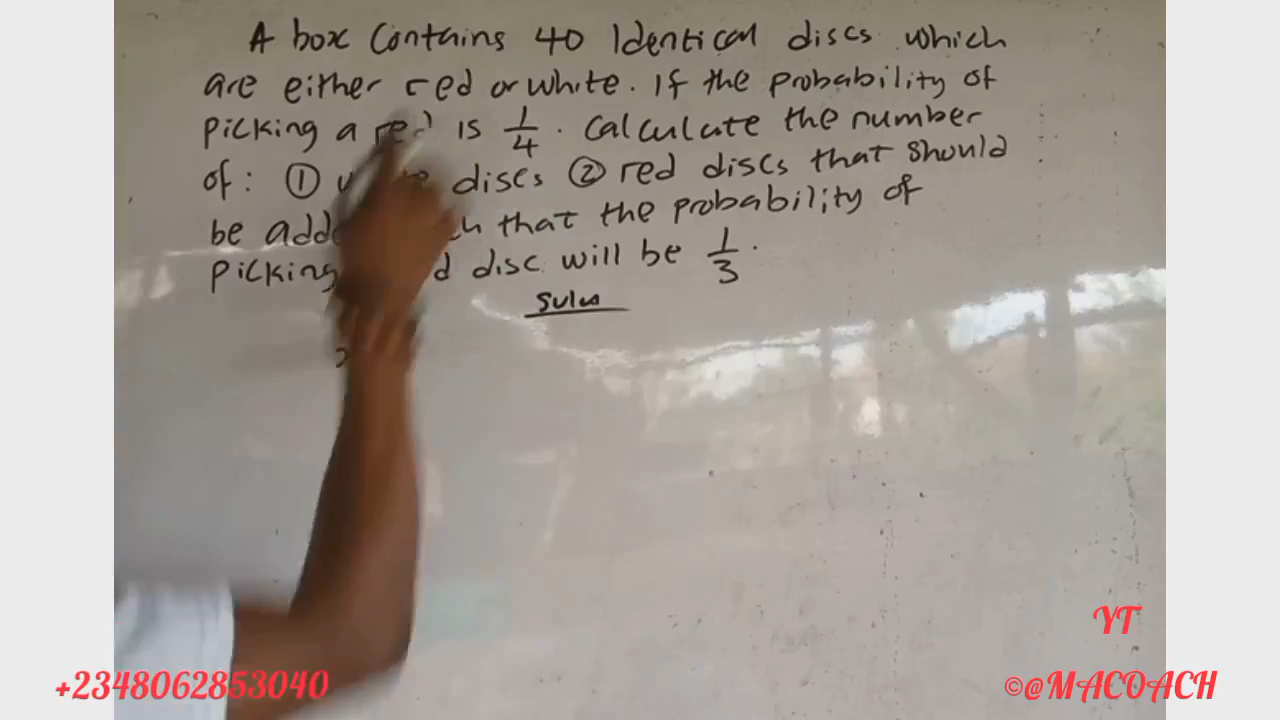 A box Contains 40 Identical discs which
are either red or white. If the probability of
Picking a red is 1/4. Calculate the number
of: ① discs ② red discs that should
be that the probability of
Picking disc will be 1/3.
Soln
YT
+2348062853040
©@MACOACH